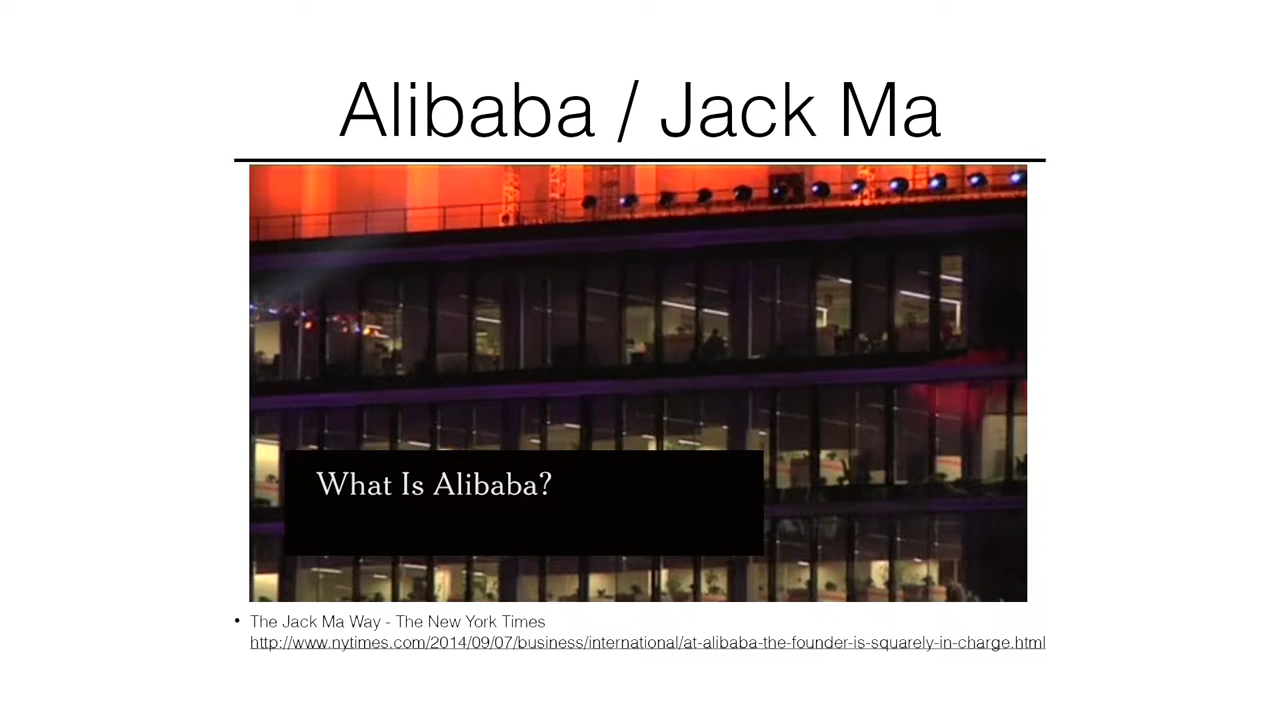 Alibaba / Jack Ma
What Is Alibaba?
• The Jack Ma Way - The New York Times
http://www.nytimes.com/2014/09/07/business/international/at-alibaba-the-founder-is-squarely-in-charge.html